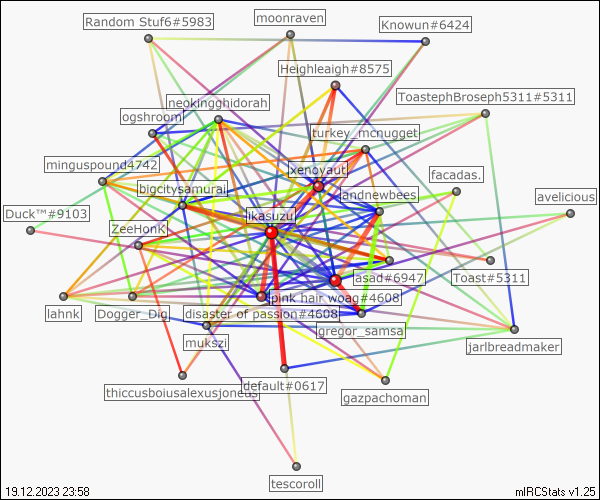 moonraven
Random Stuf6#5983
Knowun#6424
Heighleaigh#8575
ToastephBroseph5311#5311
neokingghidorah
ogshroom
turkey_mcnugget
minguspound4742
xenoyaut
facadas.
bigcitysamurai
landnewbees
avelicious
Duck™#9103
ikasuzu
ZeeHonK
asad#6947
Toast#5311
pink hair woag#4608
lahnk
Dogger_Dig
disaster of passion#4608
gregor_samsa
mukszi
jarlbreadmaker
default#0617
thiccusboiusalexusjoneus
gazpachoman
tescoroll
19.12.2023 23:58
mIRCStats v1.25